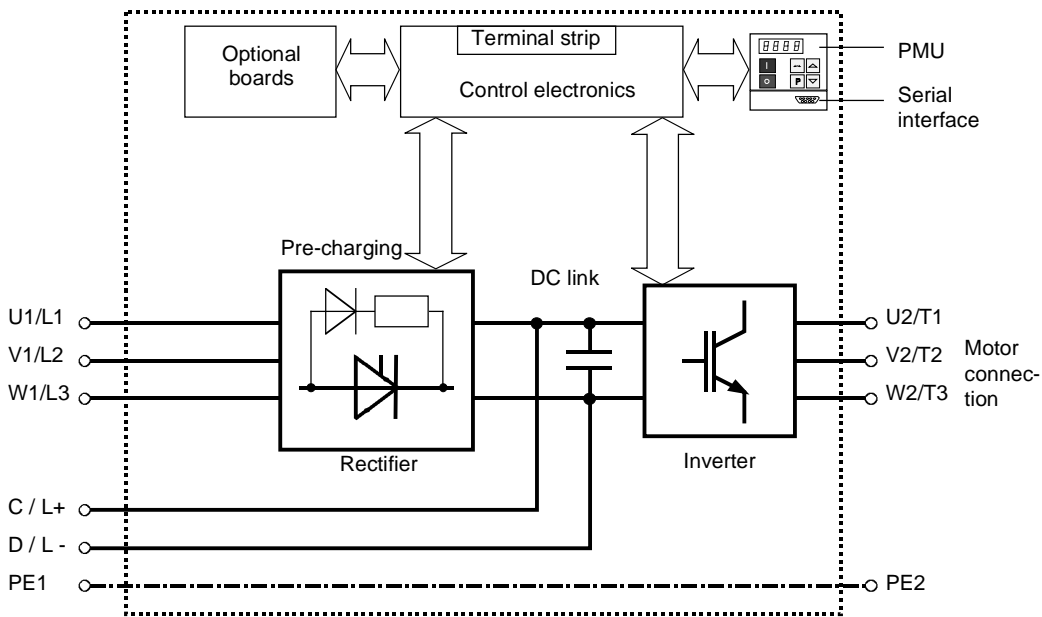 Optional
boards
Terminal strip
Control electronics
8888
I
O
P
PMU
Serial
interface
Pre-charging
DC link
U1/L1
V1/L2
W1/L3
U2/T1
V2/T2
W2/T3
Motor
connec-
tion
Rectifier
Inverter
C / L+
D / L -
PE1
PE2